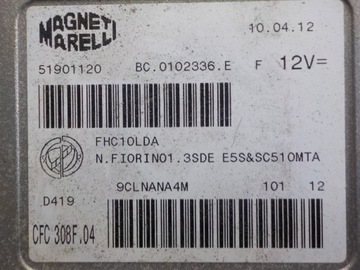 MAGNETI
MARELLI
10.04.12
51901120 BC.0102336.E F 12V=
FHC10LDA
N.FIORINO1.3SDE E5S&SC510MTA
9CLNANA4M 101 12
D419
CFC 308F.04